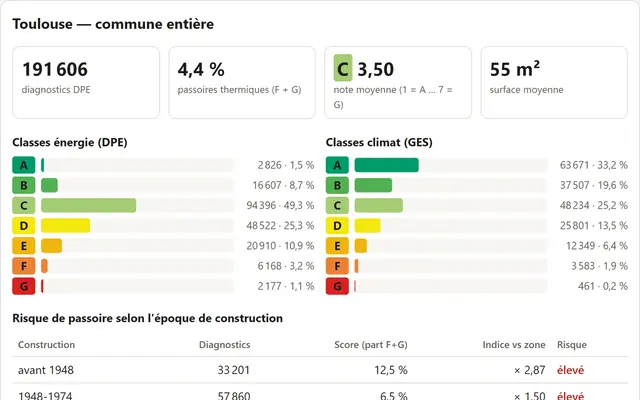 Toulouse — commune entière
191 606
diagnostics DPE
4,4 %
passoires thermiques (F + G)
C 3,50
note moyenne (1 = A … 7 = G)
55 m²
surface moyenne
Classes énergie (DPE)
A 2 826 · 1,5 %
B 16 607 · 8,7 %
C 94 396 · 49,3 %
D 48 522 · 25,3 %
E 20 910 · 10,9 %
F 6 168 · 3,2 %
G 2 177 · 1,1 %
Classes climat (GES)
A 63 671 · 33,2 %
B 37 507 · 19,6 %
C 48 234 · 25,2 %
D 25 801 · 13,5 %
E 12 349 · 6,4 %
F 3 583 · 1,9 %
G 461 · 0,2 %
Risque de passoire selon l'époque de construction
Construction Diagnostics Score (part F+G) Indice vs zone Risque
avant 1948 33 201 12,5 % × 2,87 élevé
1948-1974 57 860 6,5 % × 1,50 élevé